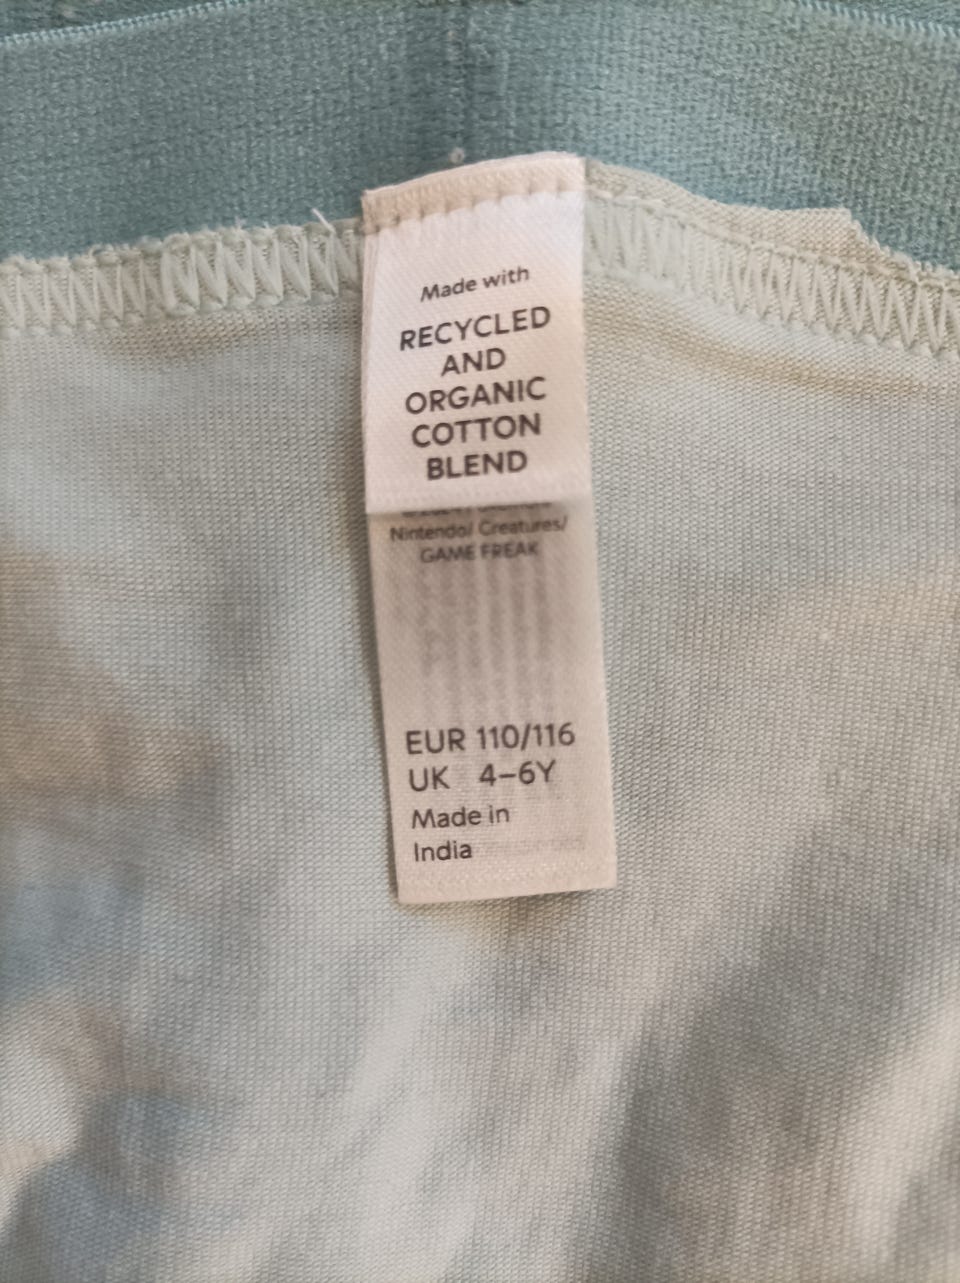 Made with
RECYCLED
AND
ORGANIC
COTTON
BLEND
Nintendo/ Creatures/
GAME FREAK
EUR 110/116
UK 4–6Y
Made in
India